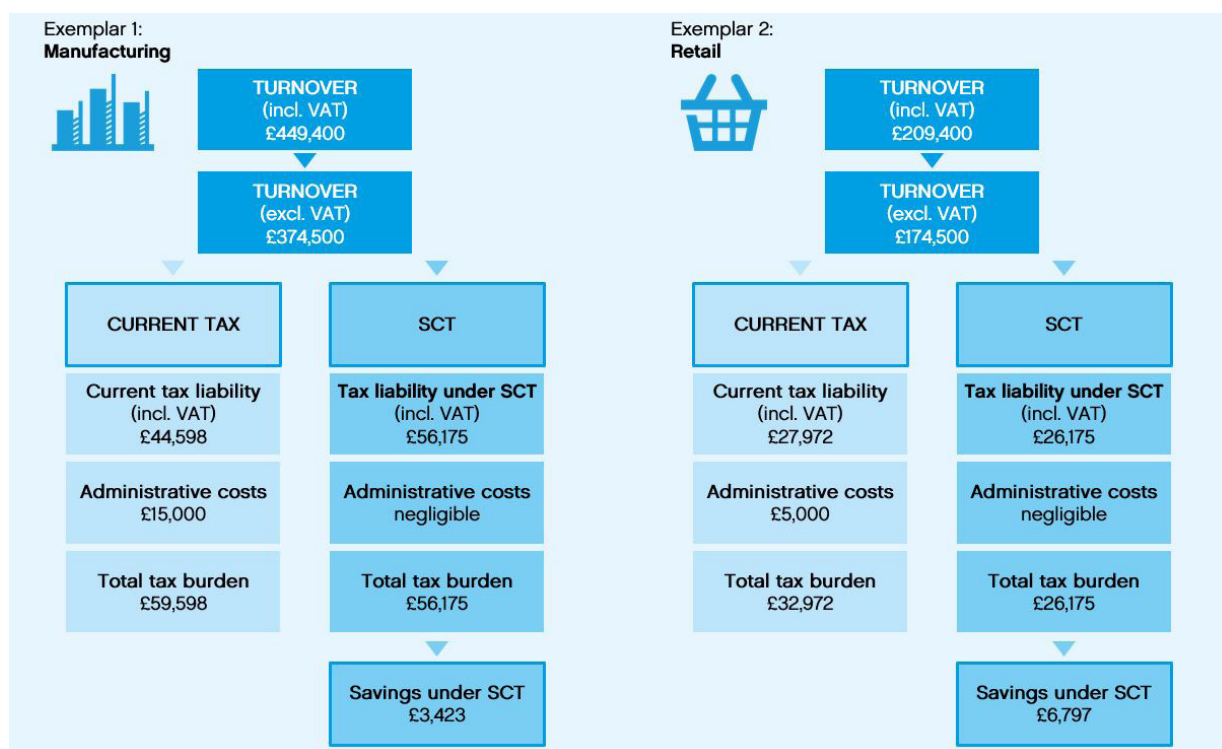 Exemplar 1:
Manufacturing
TURNOVER
(incl. VAT)
£449,400
TURNOVER
(excl. VAT)
£374,500
CURRENT TAX
SCT
Current tax liability
(incl. VAT)
£44,598
Tax liability under SCT
(incl. VAT)
£56,175
Administrative costs
£15,000
Administrative costs
negligible
Total tax burden
£59,598
Total tax burden
£56,175
Savings under SCT
£3,423
Exemplar 2:
Retail
TURNOVER
(incl. VAT)
£209,400
TURNOVER
(excl. VAT)
£174,500
CURRENT TAX
SCT
Current tax liability
(incl. VAT)
£27,972
Tax liability under SCT
(incl. VAT)
£26,175
Administrative costs
£5,000
Administrative costs
negligible
Total tax burden
£32,972
Total tax burden
£26,175
Savings under SCT
£6,797